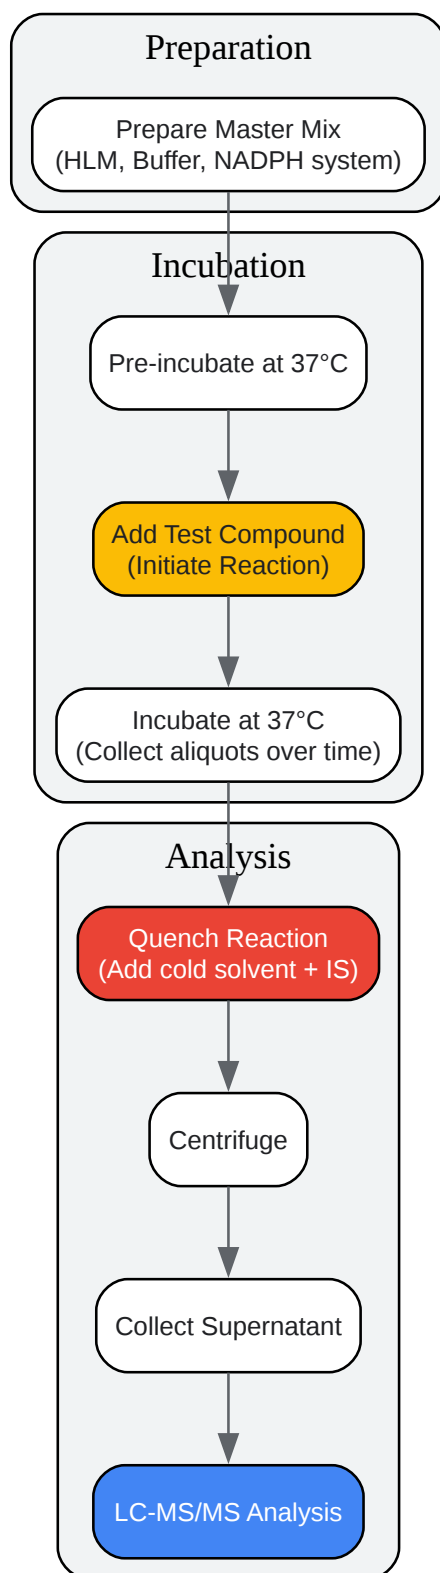 Preparation
Prepare Master Mix
(HLM, Buffer, NADPH system)
Incubation
Pre-incubate at 37°C
Add Test Compound
(Initiate Reaction)
Incubate at 37°C
(Collect aliquots over time)
Analysis
Quench Reaction
(Add cold solvent + IS)
Centrifuge
Collect Supernatant
LC-MS/MS Analysis